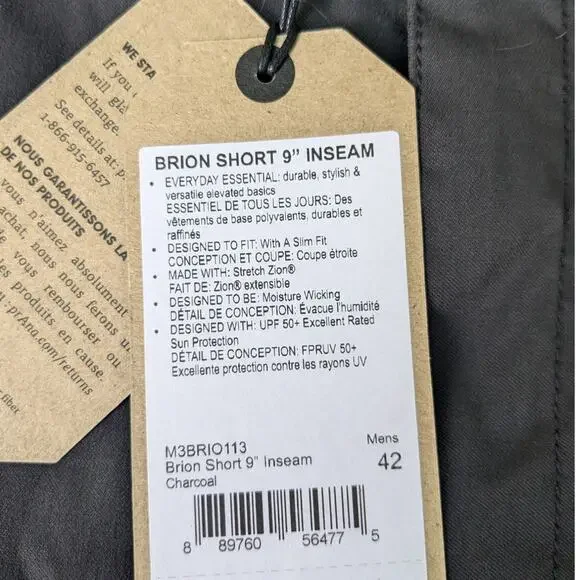 WE STA
If you
will gla
exchange.
See details at: p
1-866-915-6457
NOUS GARANTISSONS LA
DE NOS PRODUITS
vous n'aimez absolument
achat, nous nous ferons u
de vous rembourser ou
les produits en cause.
prAna.com/returns
fiber
BRION SHORT 9” INSEAM
• EVERYDAY ESSENTIAL: durable, stylish &
versatile elevated basics
ESSENTIEL DE TOUS LES JOURS: Des
vêtements de base polyvalents, durables et
raffinés
• DESIGNED TO FIT: With A Slim Fit
CONCEPTION ET COUPE: Coupe étroite
• MADE WITH: Stretch Zion®
FAIT DE: Zion® extensible
• DESIGNED TO BE: Moisture Wicking
DÉTAIL DE CONCEPTION: Évacue l'humidité
• DESIGNED WITH: UPF 50+ Excellent Rated
Sun Protection
DÉTAIL DE CONCEPTION: FPRUV 50+
Excellente protection contre les rayons UV
M3BRIO113 Mens
Brion Short 9" Inseam 42
Charcoal
8 89760 56477 5